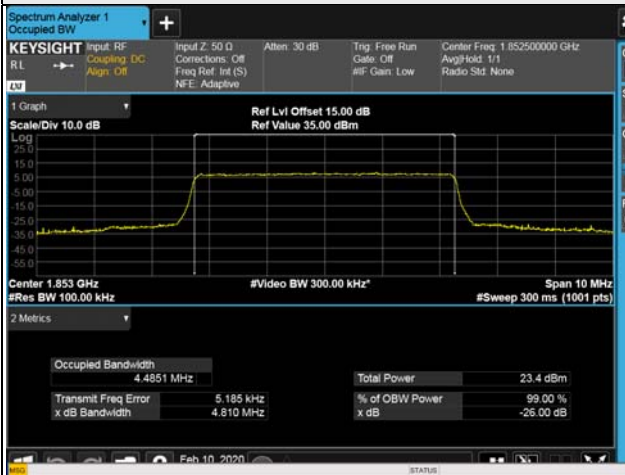 Spectrum Analyzer 1
Occupied BW
KEYSIGHT
RL
LXI
Input: RF
Coupling: DC
Align: Off
Input Z: 50 Ω
Corrections: Off
Freq Ref: Int (S)
NFE: Adaptive
Atten: 30 dB
Trig: Free Run
Gate: Off
#IF Gain: Low
Center Freq: 1.852500000 GHz
Avg|Hold: 1/1
Radio Std: None
1 Graph
Scale/Div 10.0 dB
Ref Lvl Offset 15.00 dB
Ref Value 35.00 dBm
Log
25.0
15.0
5.00
-5.00
-15.0
-25.0
-35.0
-45.0
-55.0
Center 1.853 GHz
#Video BW 300.00 kHz*
Span 10 MHz
#Res BW 100.00 kHz
#Sweep 300 ms (1001 pts)
2 Metrics
Occupied Bandwidth
4.4851 MHz
Total Power 23.4 dBm
Transmit Freq Error 5.185 kHz
% of OBW Power 99.00 %
x dB Bandwidth 4.810 MHz
x dB -26.00 dB
Feb 10, 2020
MSG
STATUS